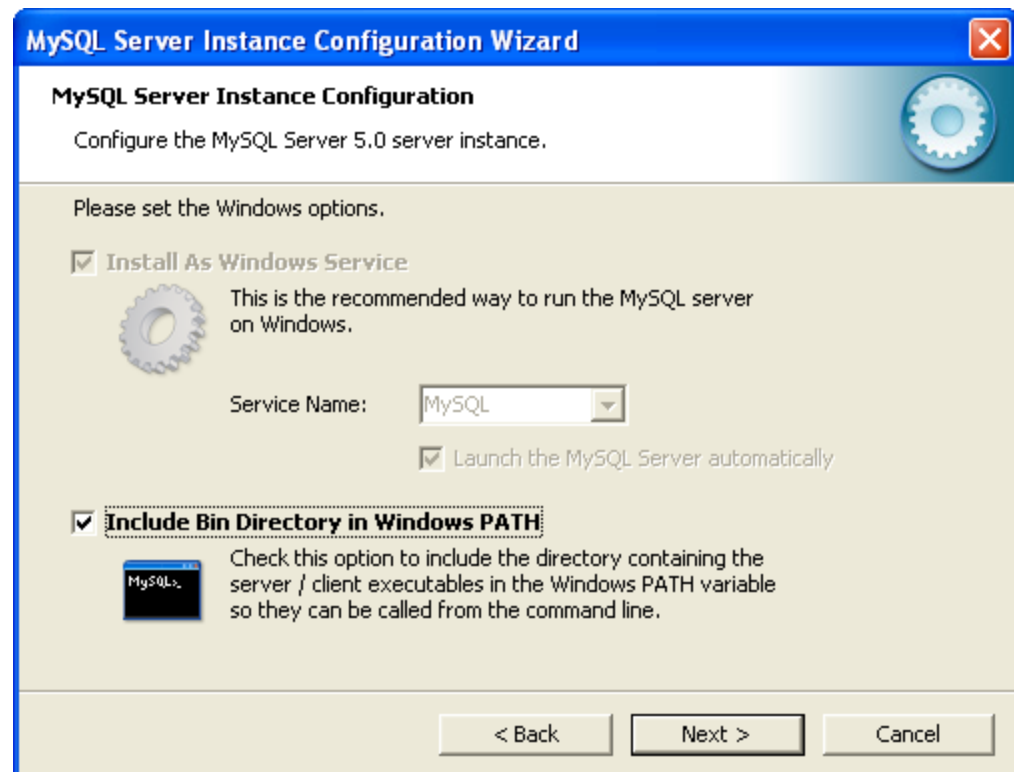 MySQL Server Instance Configuration Wizard
MySQL Server Instance Configuration
Configure the MySQL Server 5.0 server instance.
Please set the Windows options.
Install As Windows Service
This is the recommended way to run the MySQL server
on Windows.
Service Name: MySQL
Launch the MySQL Server automatically
Include Bin Directory in Windows PATH
MySQL>_
Check this option to include the directory containing the
server / client executables in the Windows PATH variable
so they can be called from the command line.
< Back Next > Cancel